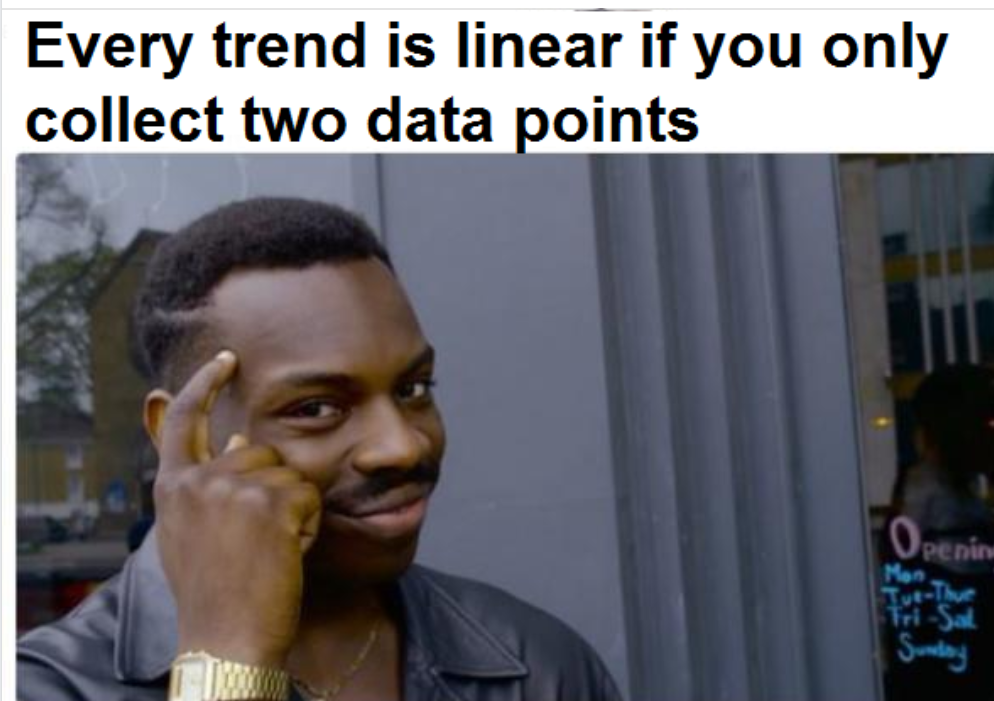 Every trend is linear if you only
collect two data points
Openin
Mon
Tue-Thur
Fri -Sat
Sunday